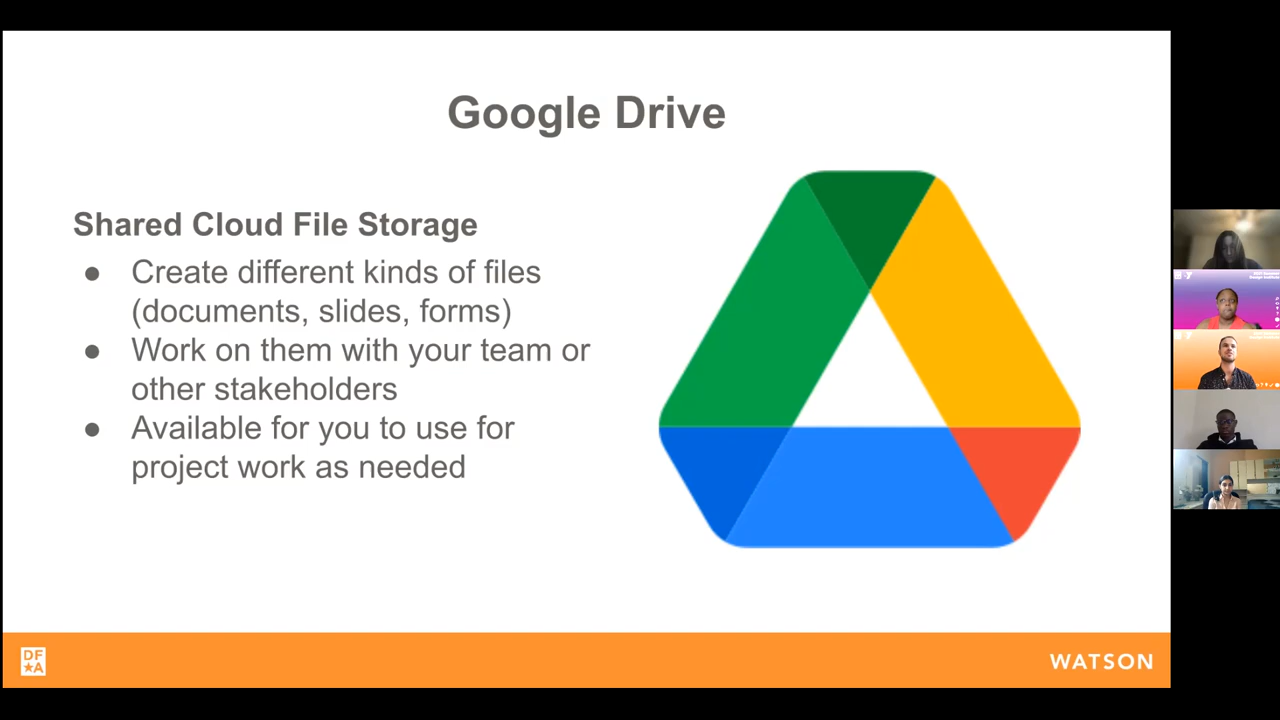 Google Drive
Shared Cloud File Storage
● Create different kinds of files
(documents, slides, forms)
● Work on them with your team or
other stakeholders
● Available for you to use for
project work as needed
DF
★A
WATSON